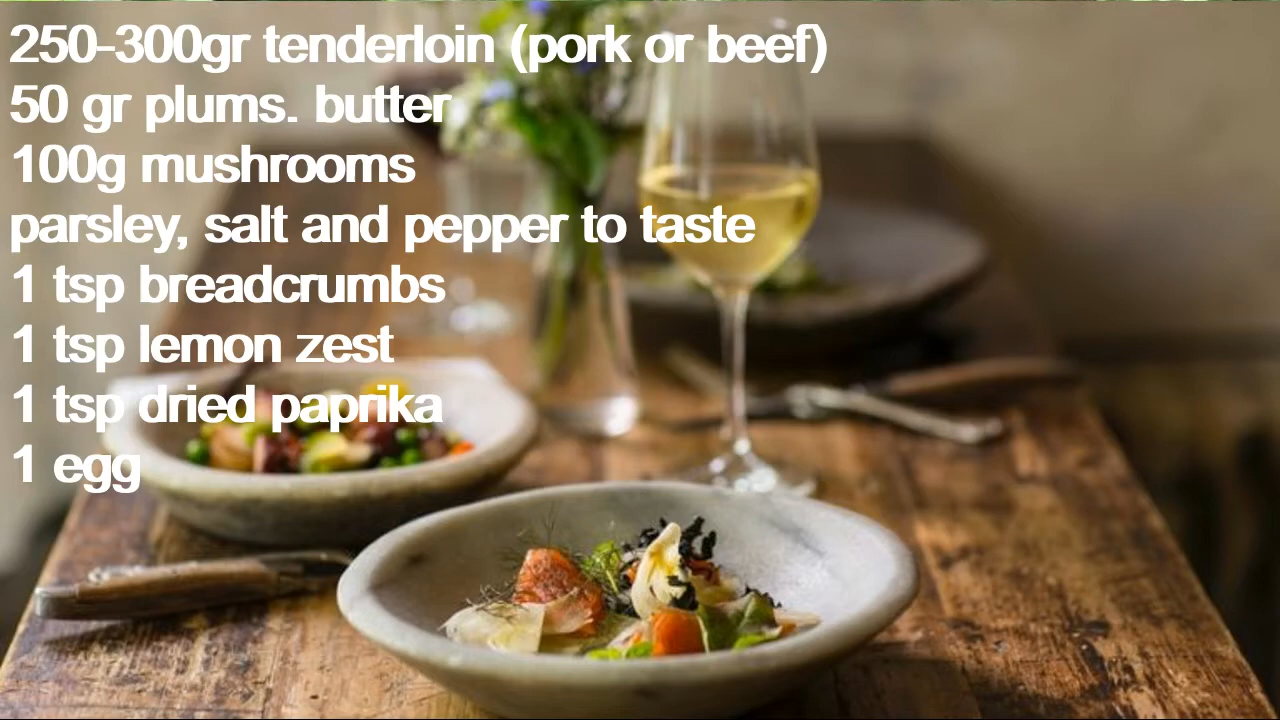 250-300gr tenderloin (pork or beef)
50 gr plums. butter.
100g mushrooms
parsley, salt and pepper to taste
1 tsp breadcrumbs
1 tsp lemon zest
1 tsp dried paprika
1 egg